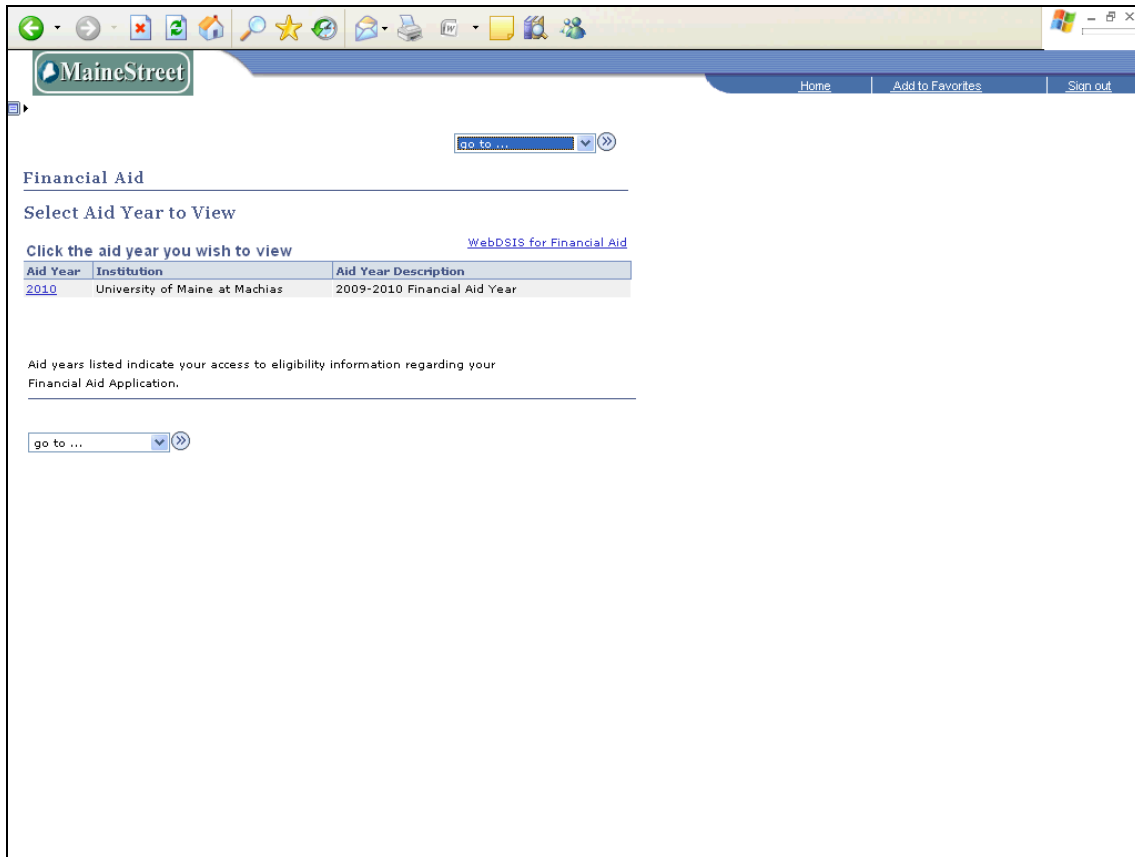 MaineStreet
Home Add to Favorites Sign out
go to ...
Financial Aid
Select Aid Year to View
WebDSIS for Financial Aid
Click the aid year you wish to view
Aid Year Institution Aid Year Description
2010 University of Maine at Machias 2009-2010 Financial Aid Year
Aid years listed indicate your access to eligibility information regarding your
Financial Aid Application.
go to ...